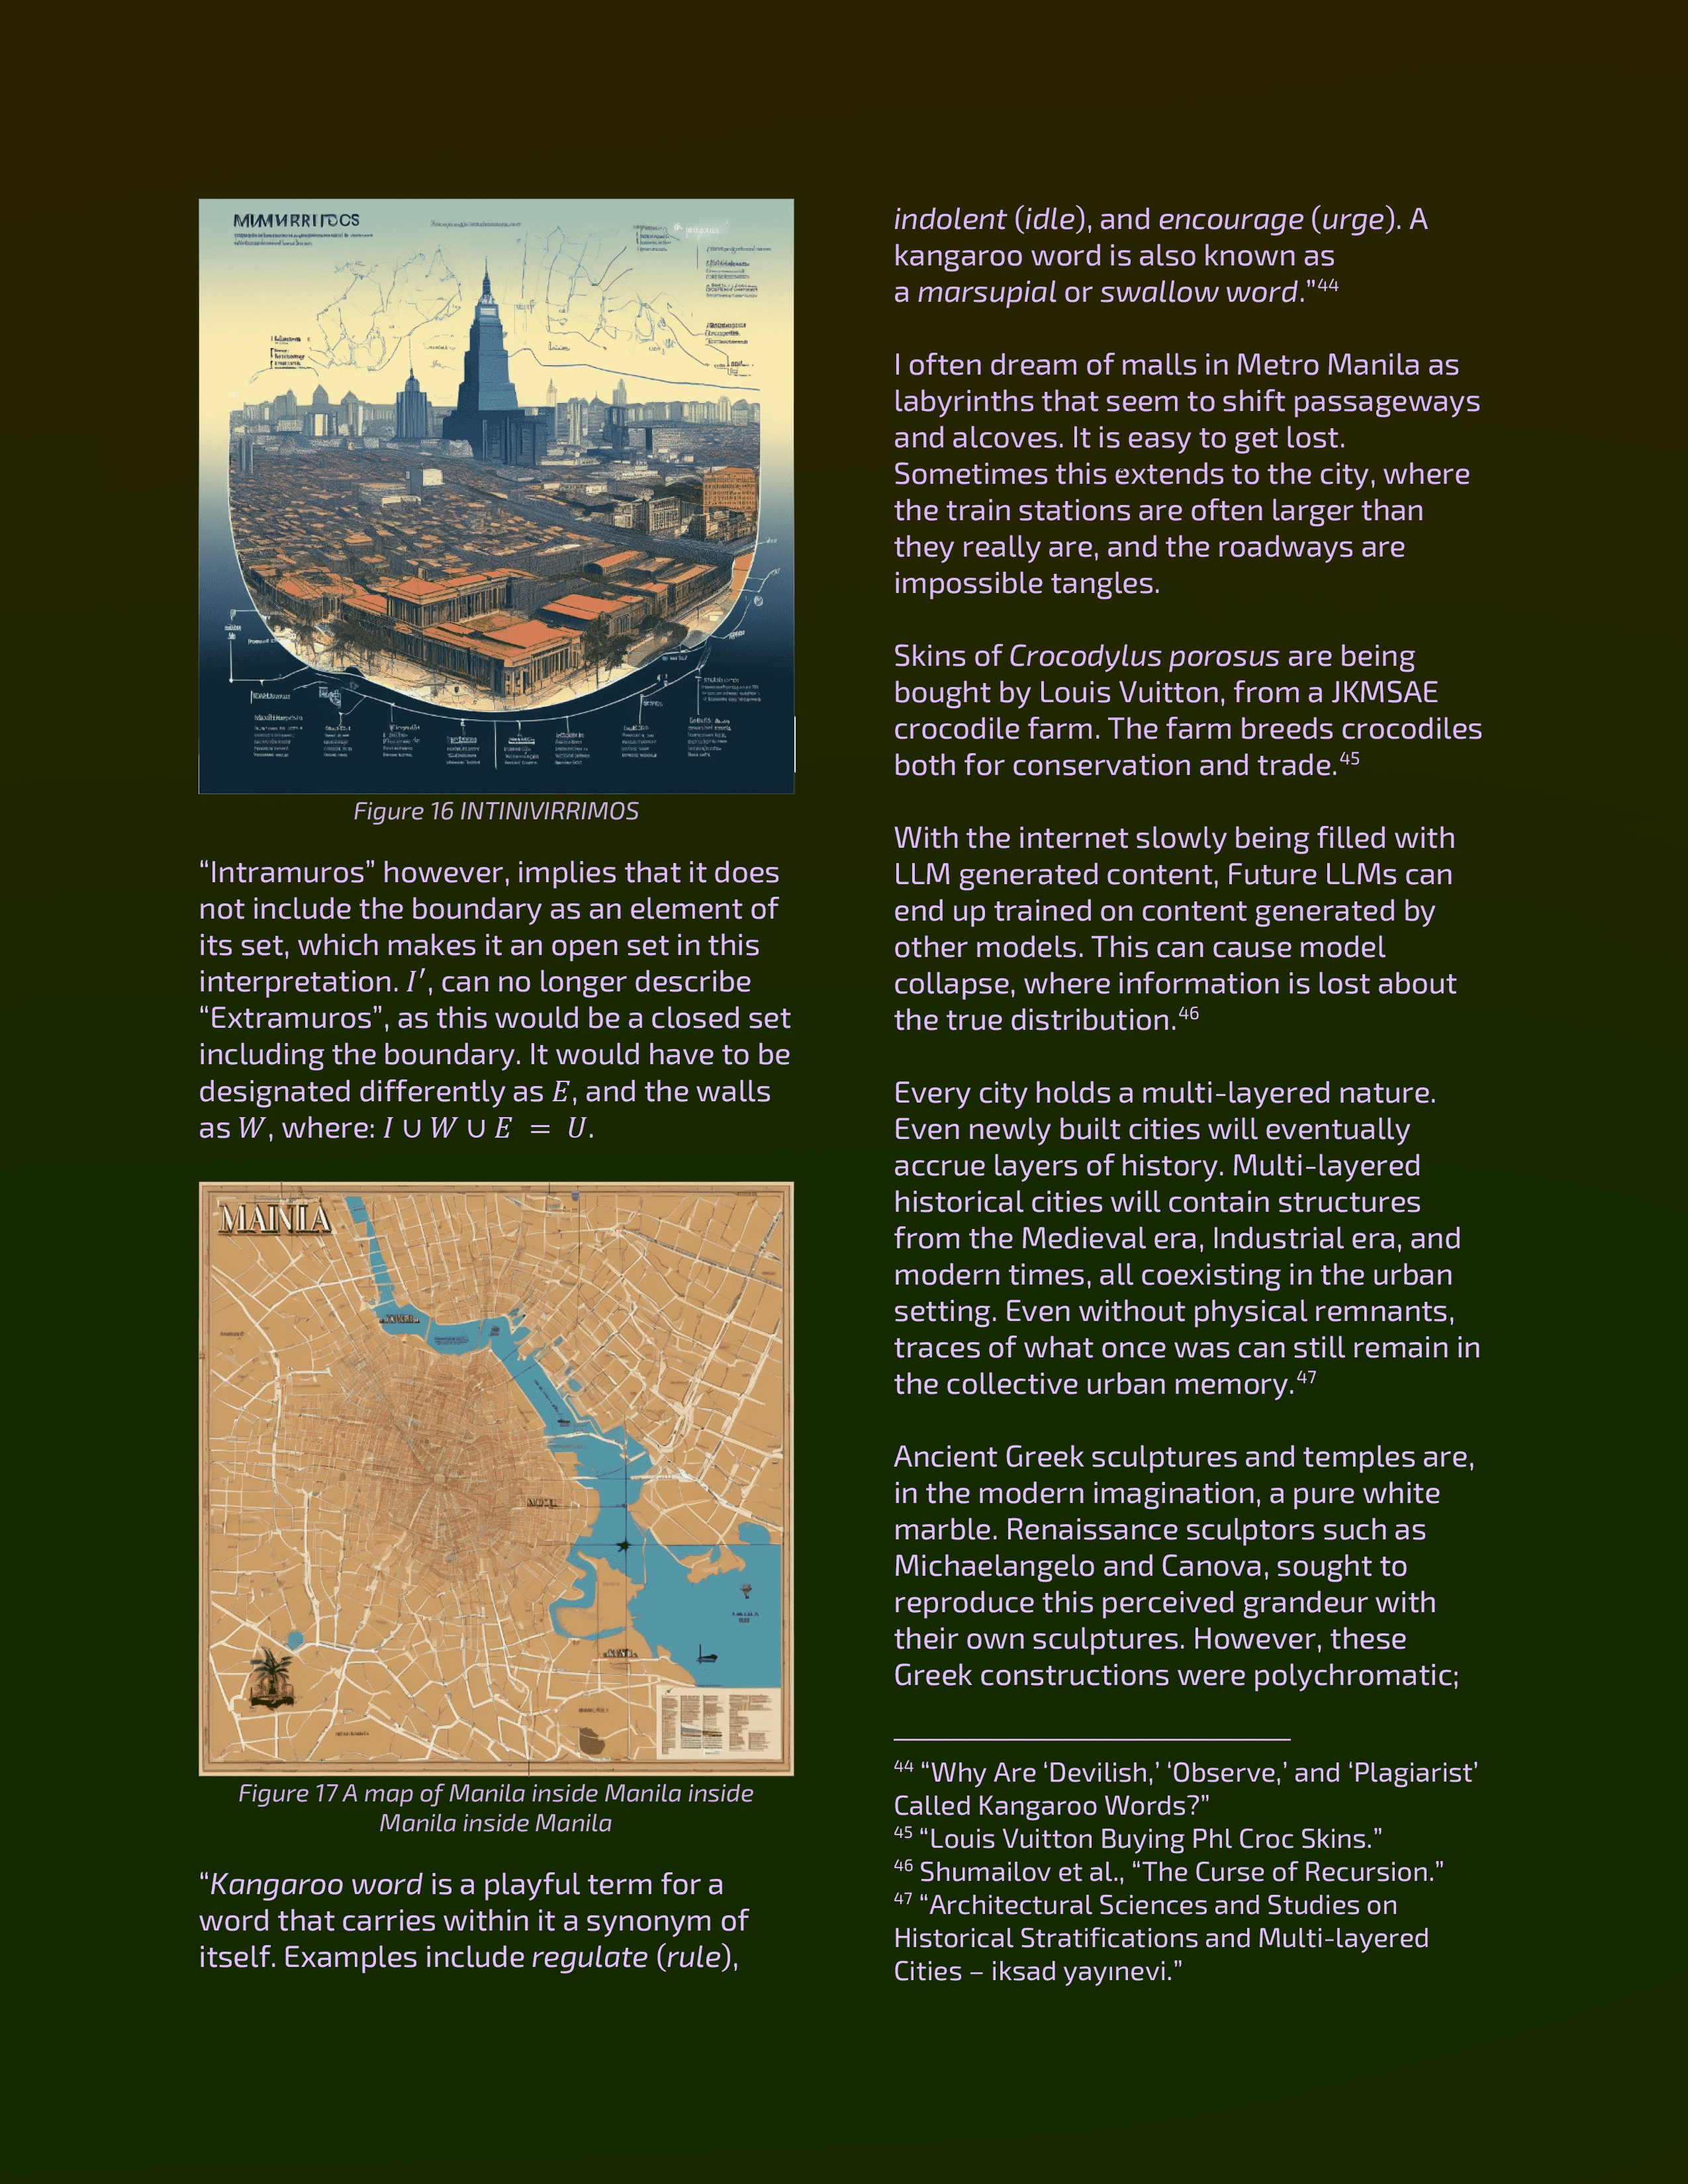 MWMWRRITOCS
Figure 16 INTINIVIRRIMOS
“Intramuros” however, implies that it does
not include the boundary as an element of
its set, which makes it an open set in this
interpretation. I′, can no longer describe
“Extramuros”, as this would be a closed set
including the boundary. It would have to be
designated differently as E, and the walls
as W, where: I ∪ W ∪ E = U.
MAINIA
Figure 17 A map of Manila inside Manila inside
Manila inside Manila
“Kangaroo word is a playful term for a
word that carries within it a synonym of
itself. Examples include regulate (rule),
indolent (idle), and encourage (urge). A
kangaroo word is also known as
a marsupial or swallow word.”44
I often dream of malls in Metro Manila as
labyrinths that seem to shift passageways
and alcoves. It is easy to get lost.
Sometimes this extends to the city, where
the train stations are often larger than
they really are, and the roadways are
impossible tangles.
Skins of Crocodylus porosus are being
bought by Louis Vuitton, from a JKMSAE
crocodile farm. The farm breeds crocodiles
both for conservation and trade.45
With the internet slowly being filled with
LLM generated content, Future LLMs can
end up trained on content generated by
other models. This can cause model
collapse, where information is lost about
the true distribution.46
Every city holds a multi-layered nature.
Even newly built cities will eventually
accrue layers of history. Multi-layered
historical cities will contain structures
from the Medieval era, Industrial era, and
modern times, all coexisting in the urban
setting. Even without physical remnants,
traces of what once was can still remain in
the collective urban memory.47
Ancient Greek sculptures and temples are,
in the modern imagination, a pure white
marble. Renaissance sculptors such as
Michaelangelo and Canova, sought to
reproduce this perceived grandeur with
their own sculptures. However, these
Greek constructions were polychromatic;
44 “Why Are ‘Devilish,’ ‘Observe,’ and ‘Plagiarist’
Called Kangaroo Words?”
45 “Louis Vuitton Buying Phl Croc Skins.”
46 Shumailov et al., “The Curse of Recursion.”
47 “Architectural Sciences and Studies on
Historical Stratifications and Multi-layered
Cities – iksad yayınevi.”